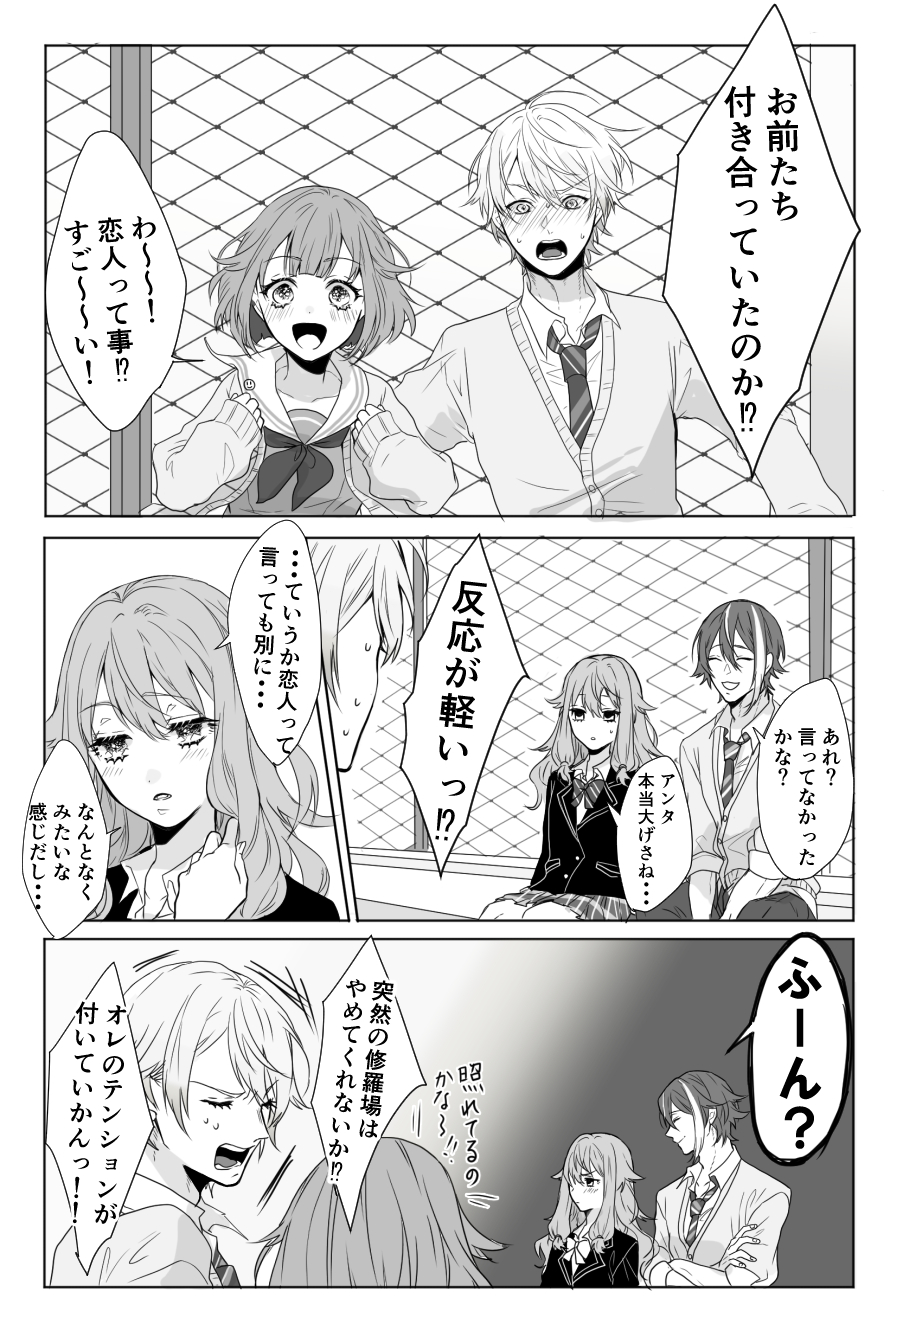 お前たち
付き合っていたのか!?
わ〜〜!
恋人って事!?
すご〜〜い!
あれ?
言ってなかった
かな?
アンタ
本当大げさね・・
反応が軽いっ!?
・・・ていうか恋人って
言っても別に・・・
なんとなく
みたいな
感じだし・・
ふーん?
照れてるの
かな〜!!
突然の修羅場は
やめてくれないか!?
オレのテンションが
付いていかんっ!!